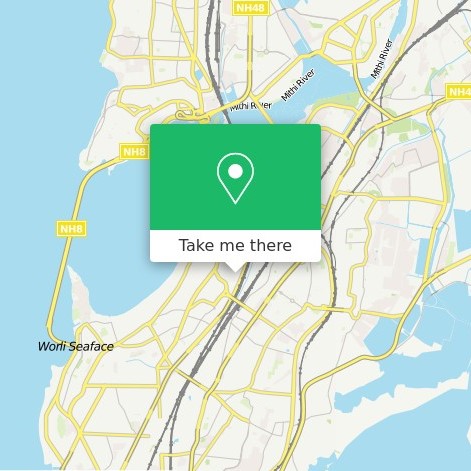 NH48
Mithi River
Mithi River
NH4
Mithi River
NH8
NH8
Take me there
Worli Seaface